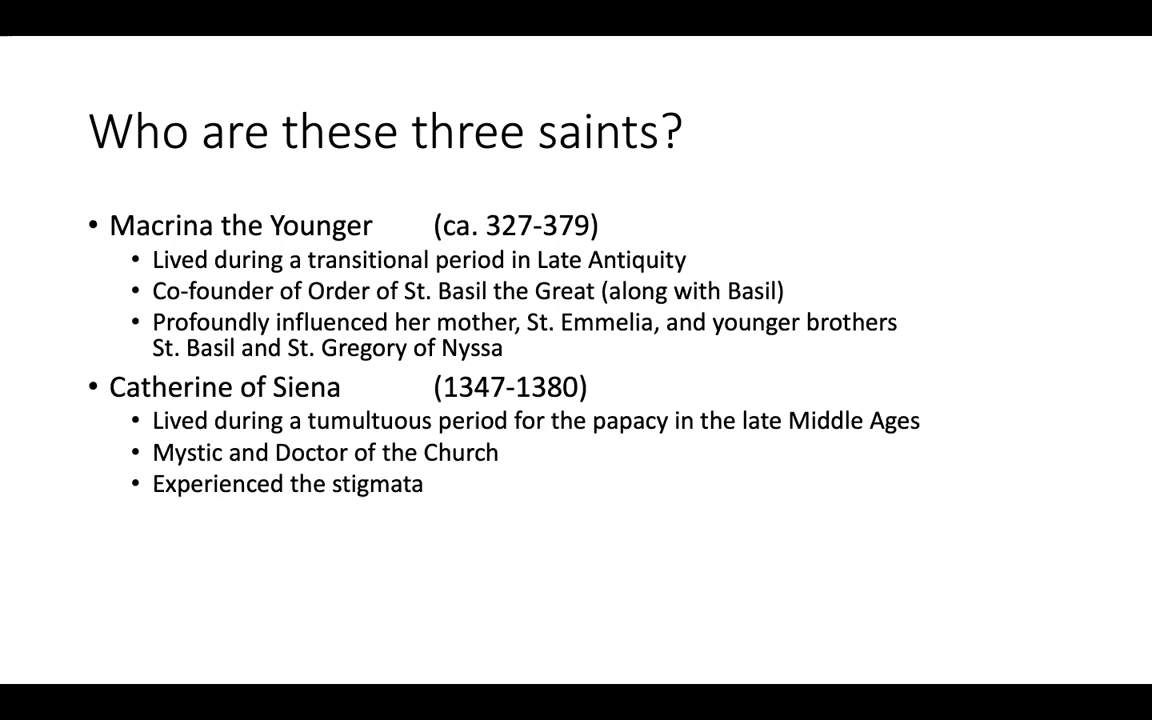 Who are these three saints?
• Macrina the Younger (ca. 327-379)
• Lived during a transitional period in Late Antiquity
• Co-founder of Order of St. Basil the Great (along with Basil)
• Profoundly influenced her mother, St. Emmelia, and younger brothers
St. Basil and St. Gregory of Nyssa
• Catherine of Siena (1347-1380)
• Lived during a tumultuous period for the papacy in the late Middle Ages
• Mystic and Doctor of the Church
• Experienced the stigmata